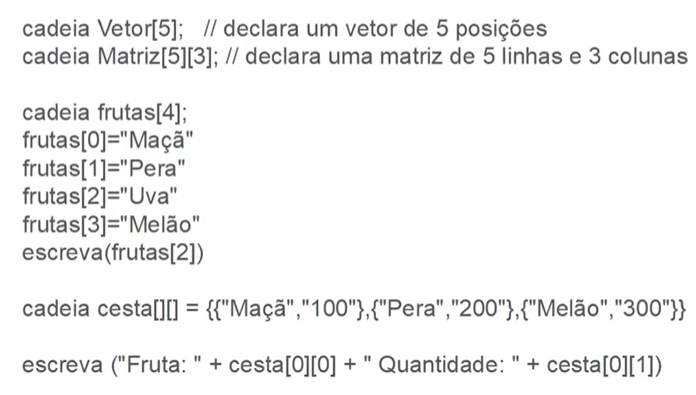 cadeia Vetor[5];   // declara um vetor de 5 posições
cadeia Matriz[5][3]; // declara uma matriz de 5 linhas e 3 colunas
cadeia frutas[4];
frutas[0]="Maçã"
frutas[1]="Pera"
frutas[2]="Uva"
frutas[3]="Melão"
escreva(frutas[2])
cadeia cesta[][] = {{"Maçã","100"},{"Pera","200"},{"Melão","300"}}
escreva ("Fruta: " + cesta[0][0] + " Quantidade: " + cesta[0][1])